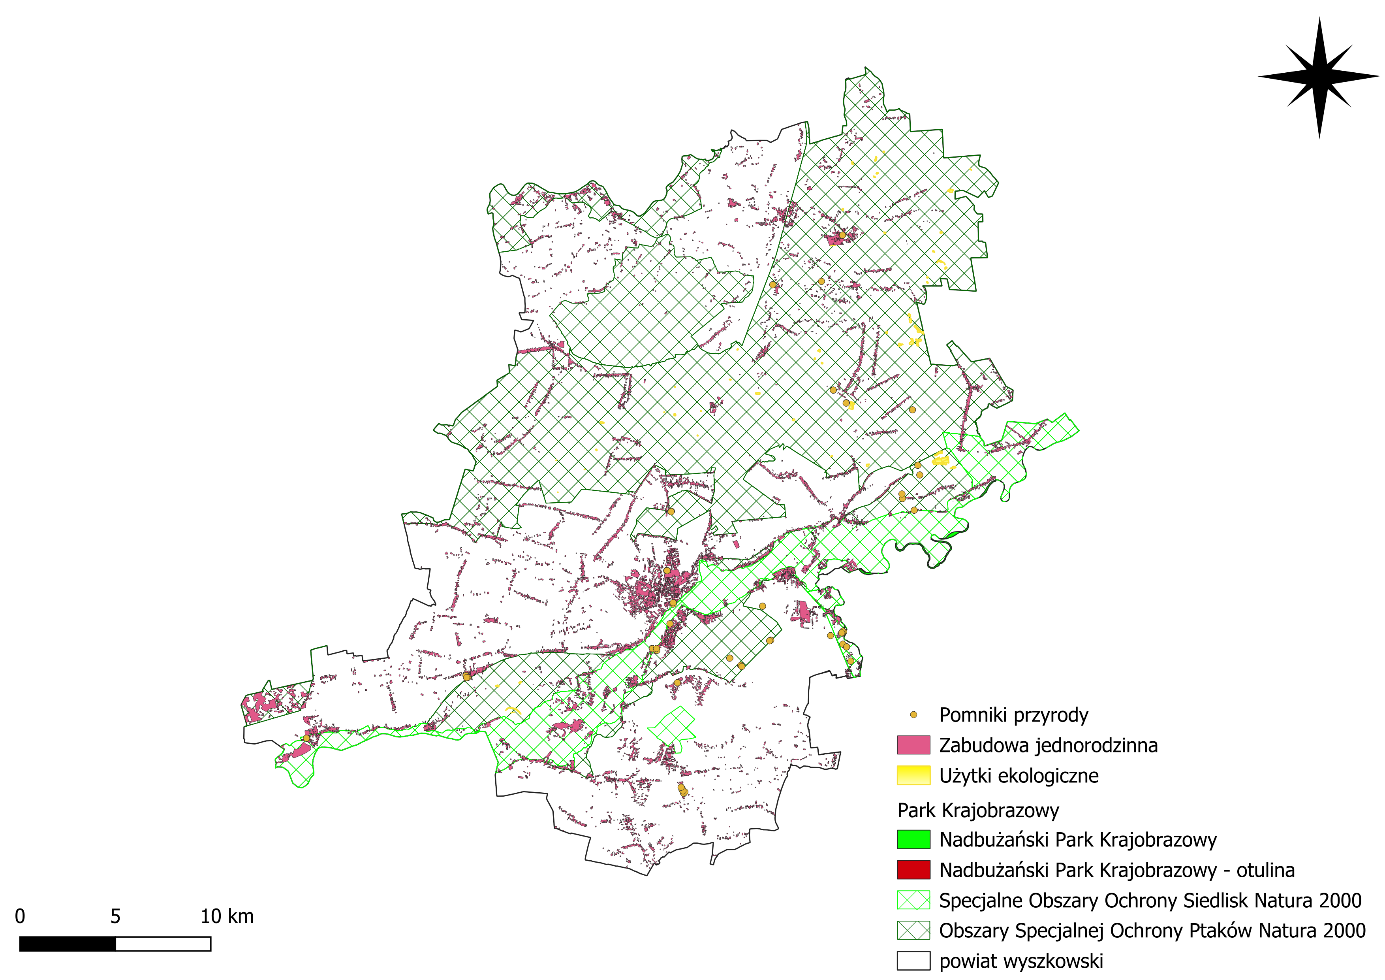 Pomniki przyrody
Zabudowa jednorodzinna
Użytki ekologiczne
Park Krajobrazowy
Nadbużański Park Krajobrazowy
Nadbużański Park Krajobrazowy - otulina
Specjalne Obszary Ochrony Siedlisk Natura 2000
Obszary Specjalnej Ochrony Ptaków Natura 2000
powiat wyszkowski
0 5 10 km